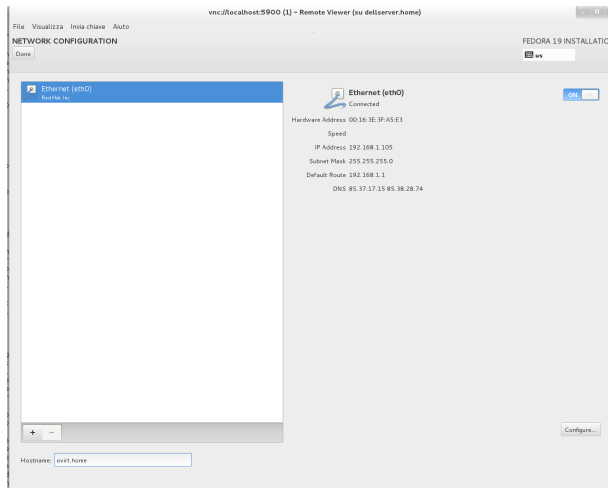 vnc://localhost:5900 (1) – Remote Viewer (su dellserver.home)
File Visualizza Invia chiave Aiuto
NETWORK CONFIGURATION
FEDORA 19 INSTALLATIO
Done
us
Ethernet (eth0)
Red Hat, Inc
Ethernet (eth0)
Connected
ON
Hardware Address 00:16:3E:3F:A5:E3
Speed
IP Address 192.168.1.105
Subnet Mask 255.255.255.0
Default Route 192.168.1.1
DNS 85.37.17.15 85.38.28.74
+ −
Configure...
Hostname: ovirt.home